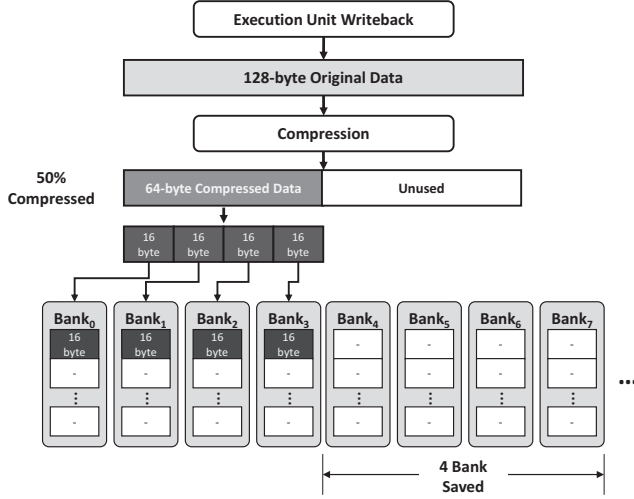 Execution Unit Writeback
128-byte Original Data
Compression
50%
Compressed
64-byte Compressed Data
Unused
16
byte
16
byte
16
byte
16
byte
Bank0
Bank1
Bank2
Bank3
Bank4
Bank5
Bank6
Bank7
16
byte
16
byte
16
byte
16
byte
- - - -
- - - - - - - -
⋮ ⋮ ⋮ ⋮ ⋮ ⋮ ⋮ ⋮
- - - - - - - -
...
4 Bank
Saved